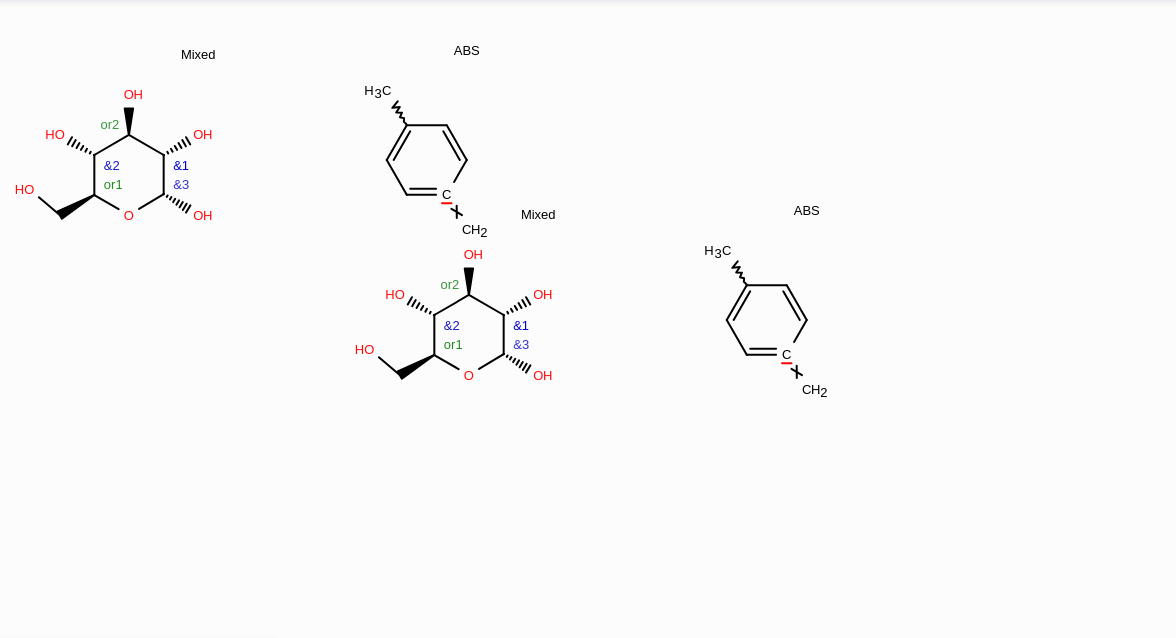 Mixed
ABS
OH
or2
HO
OH
&2
&1
or1
&3
HO
O
OH
H3C
C
CH2
Mixed
ABS
OH
or2
HO
OH
&2
&1
or1
&3
HO
O
OH
H3C
C
CH2